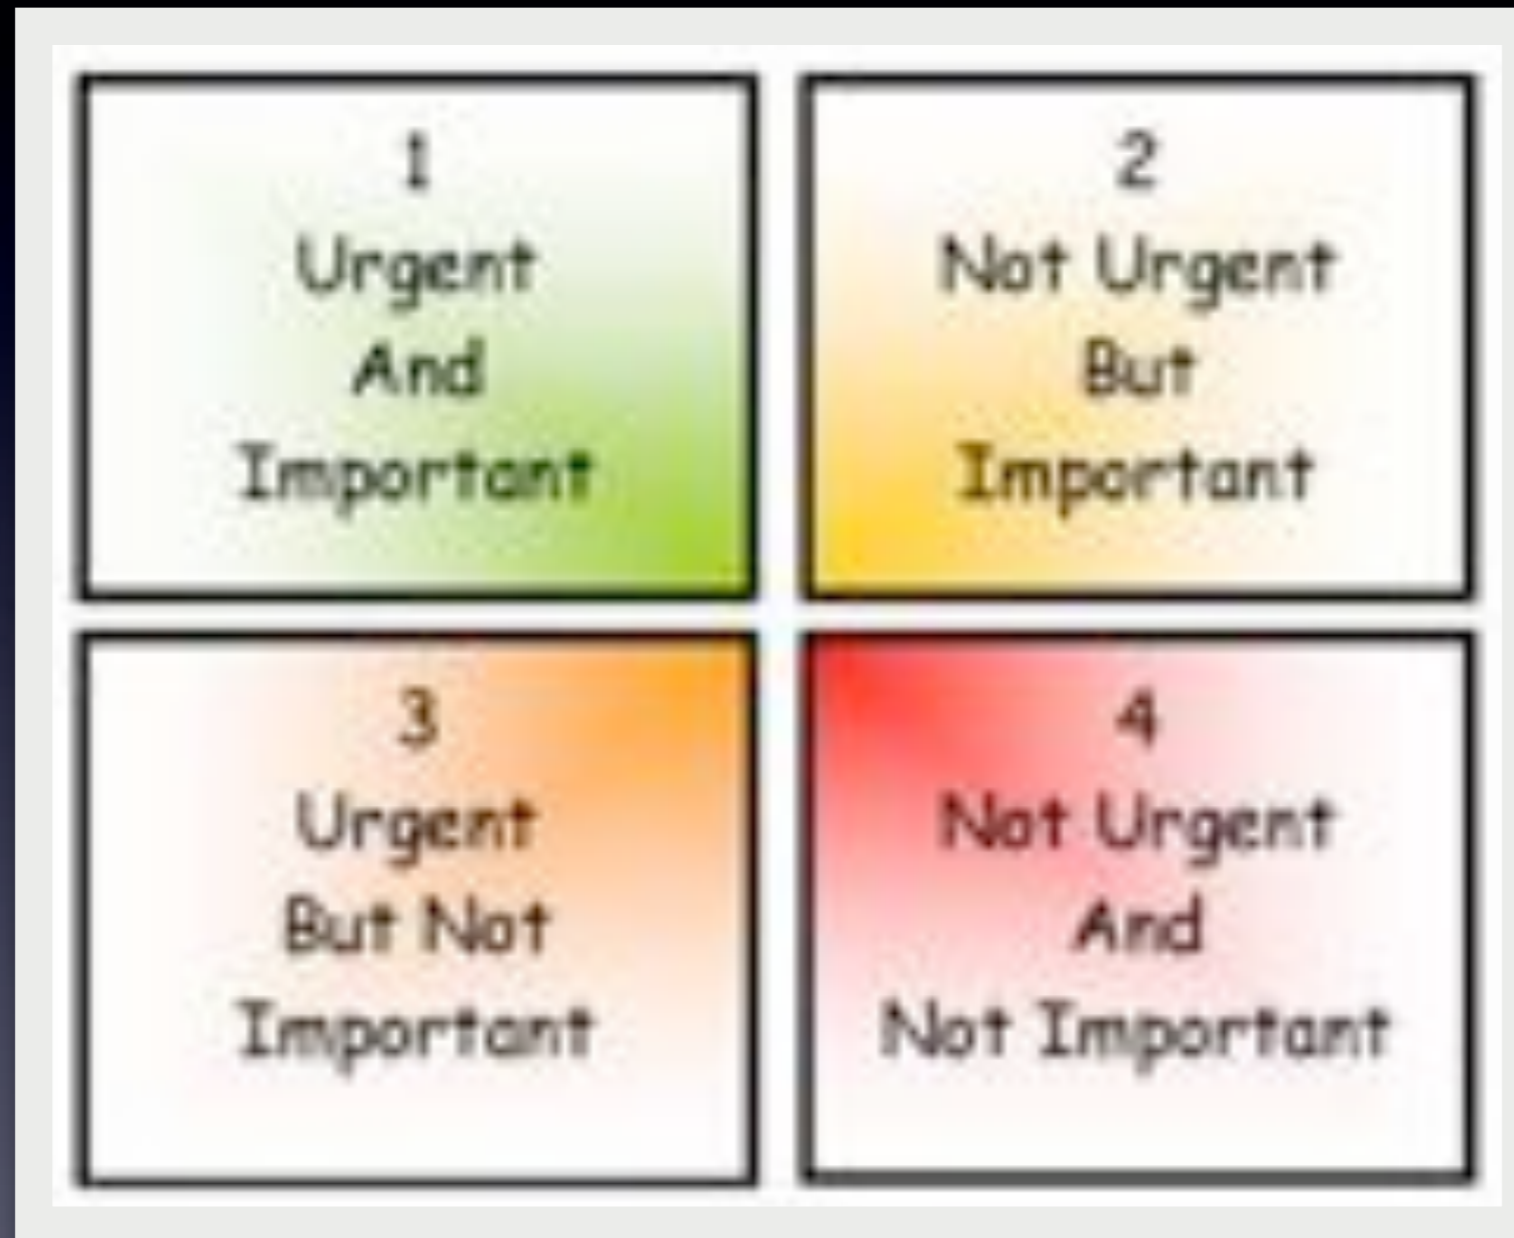 1
Urgent
And
Important
2
Not Urgent
But
Important
3
Urgent
But Not
Important
4
Not Urgent
And
Not Important